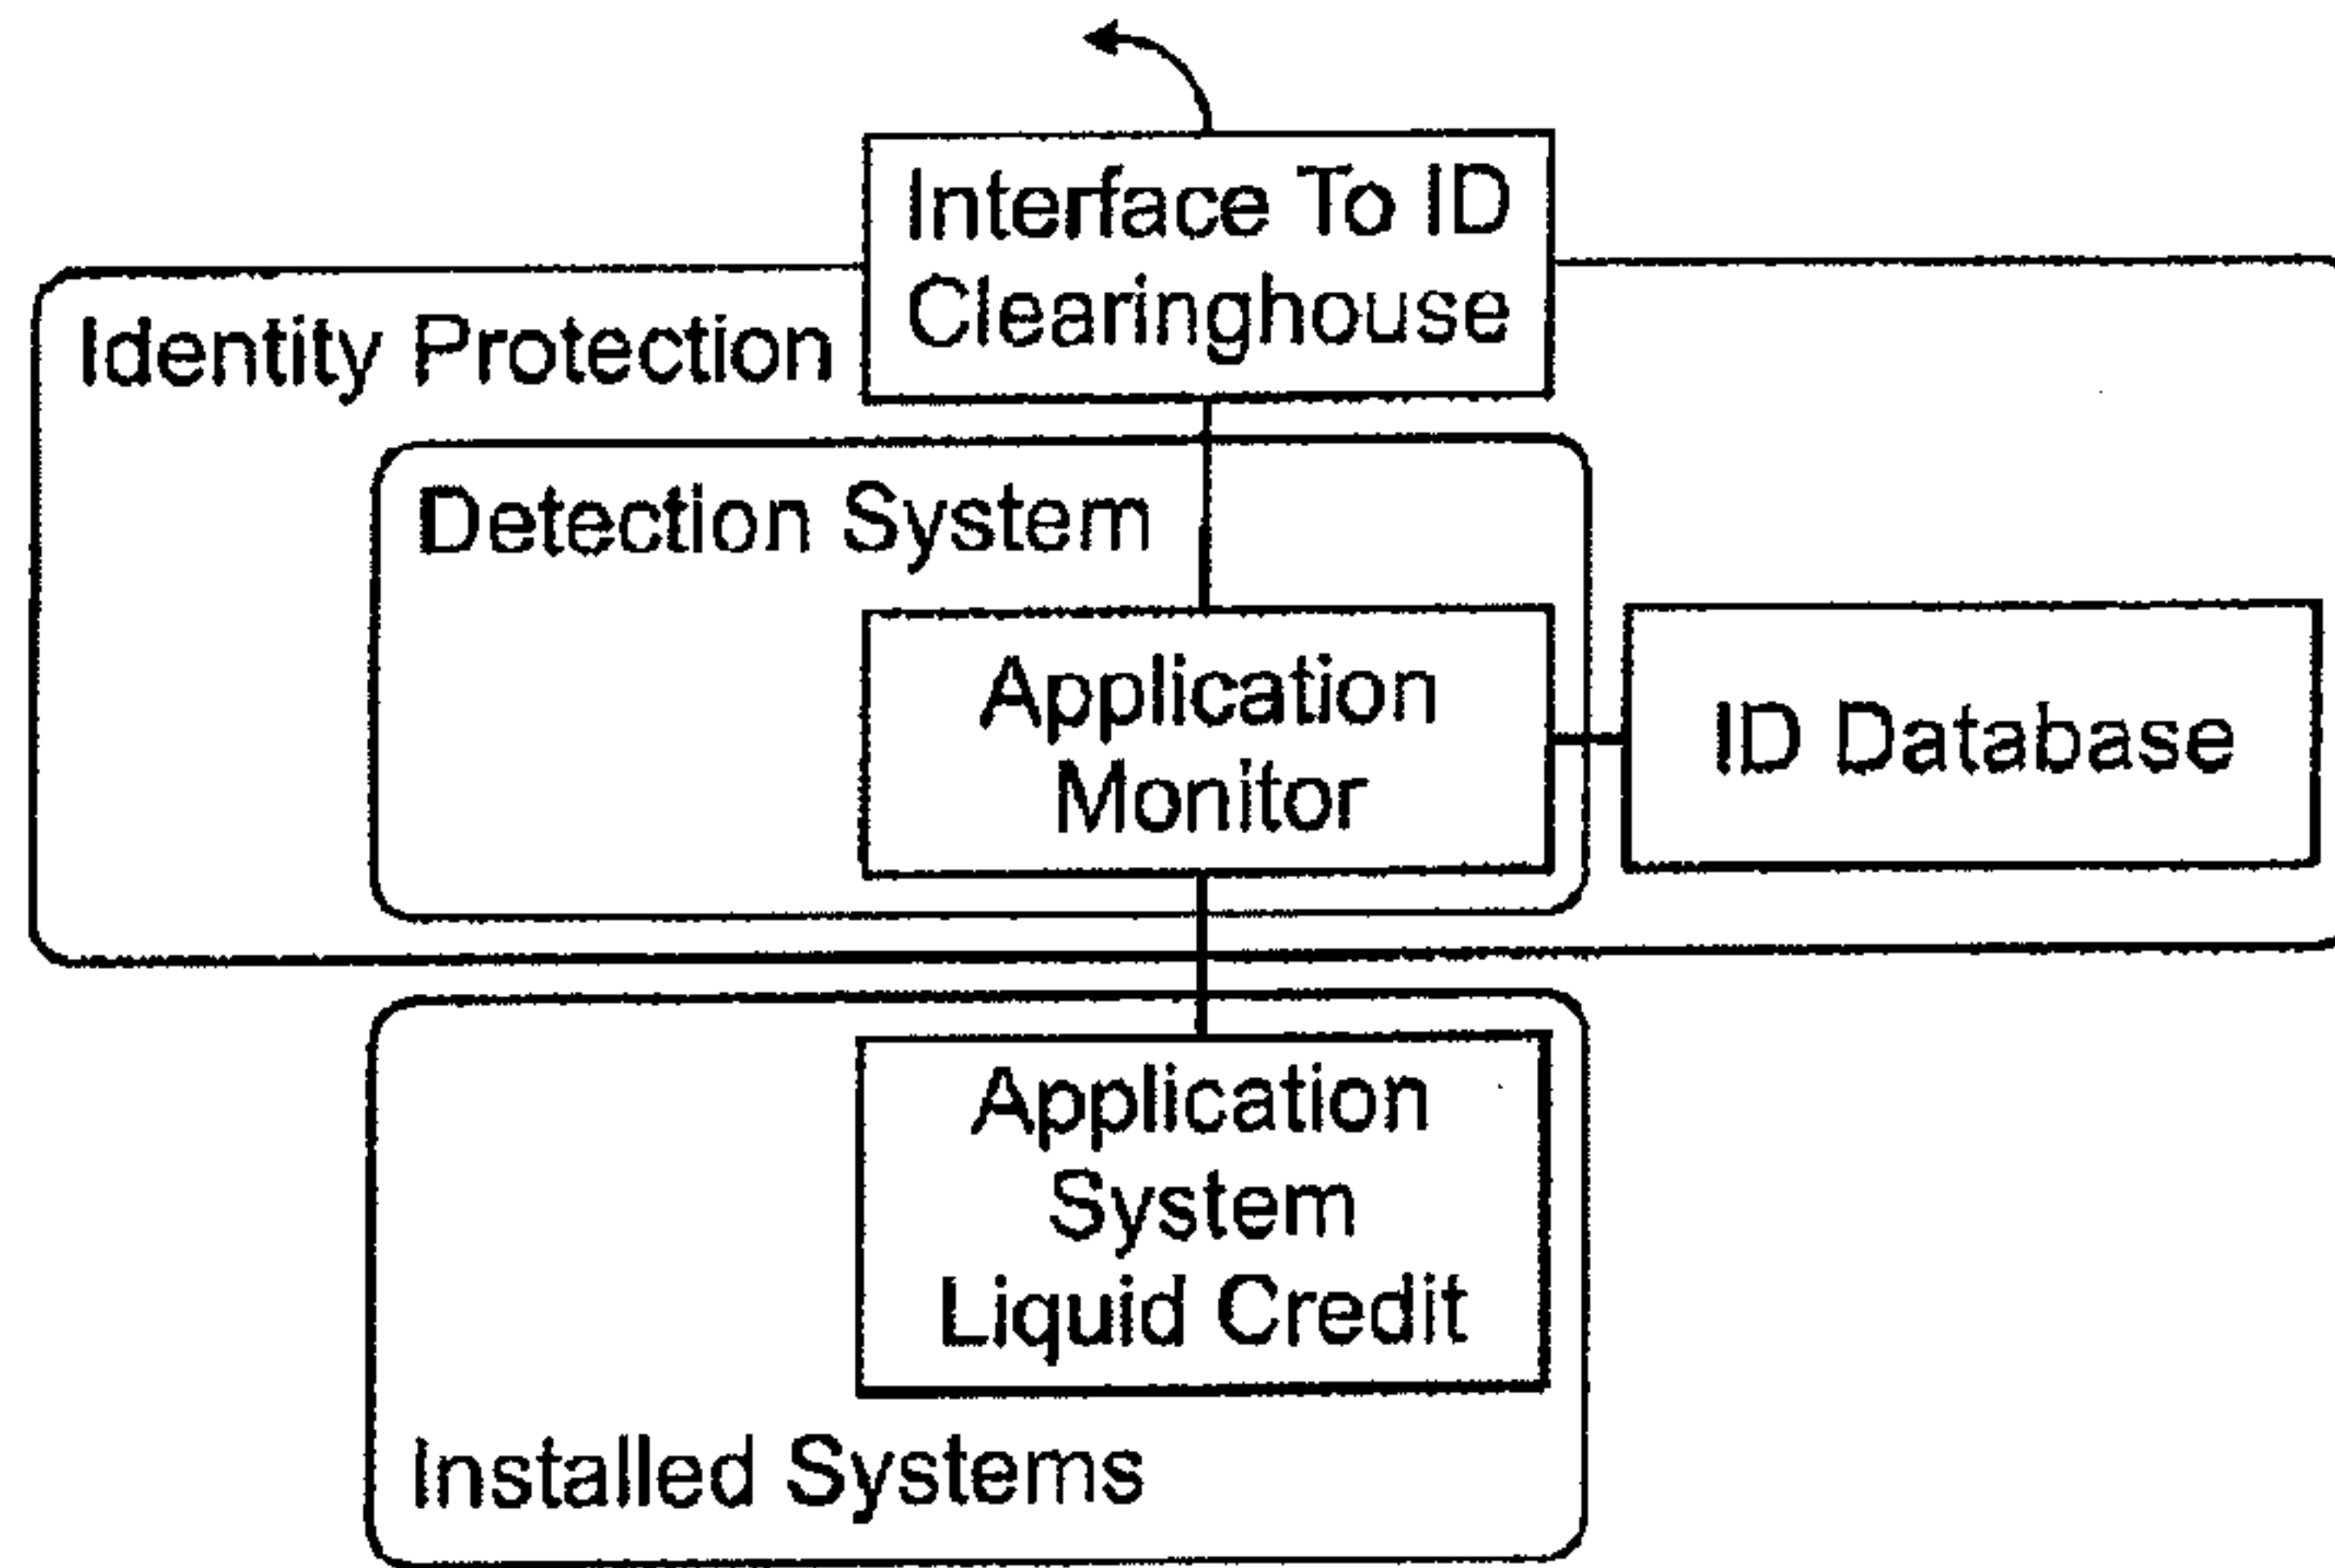 Interface To ID
Clearinghouse
Identity Protection
Detection System
Application
Monitor
ID Database
Application
System
Liquid Credit
Installed Systems